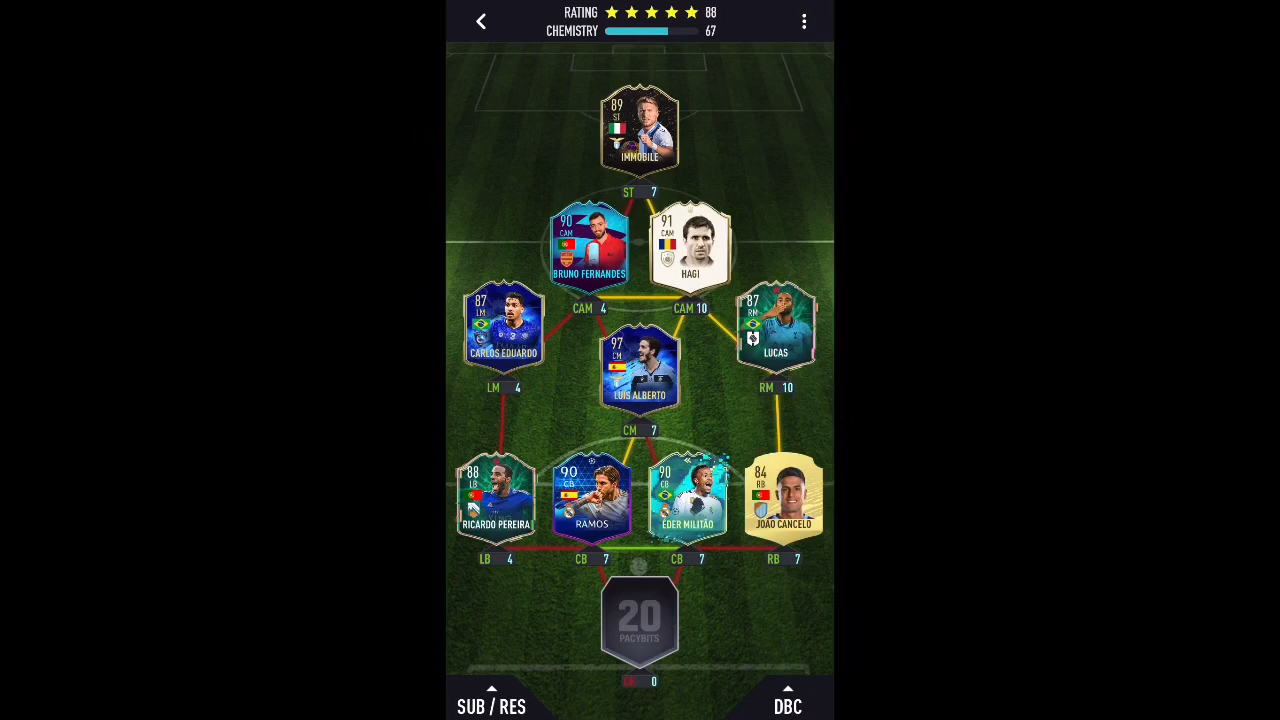 RATING 88
CHEMISTRY 67
89
ST
IMMOBILE
ST 7
90
CAM
BRUNO FERNANDES
CAM 4
91
CAM
HAGI
CAM 10
87
LM
CARLOS EDUARDO
LM 4
87
RM
LUCAS
RM 10
97
CM
LUIS ALBERTO
CM 7
88
LB
RICARDO PEREIRA
LB 4
90
CB
RAMOS
CB 7
90
CB
ÉDER MILITÃO
CB 7
84
RB
JOÃO CANCELO
RB 7
20
PACYBITS
GK 0
SUB / RES
DBC